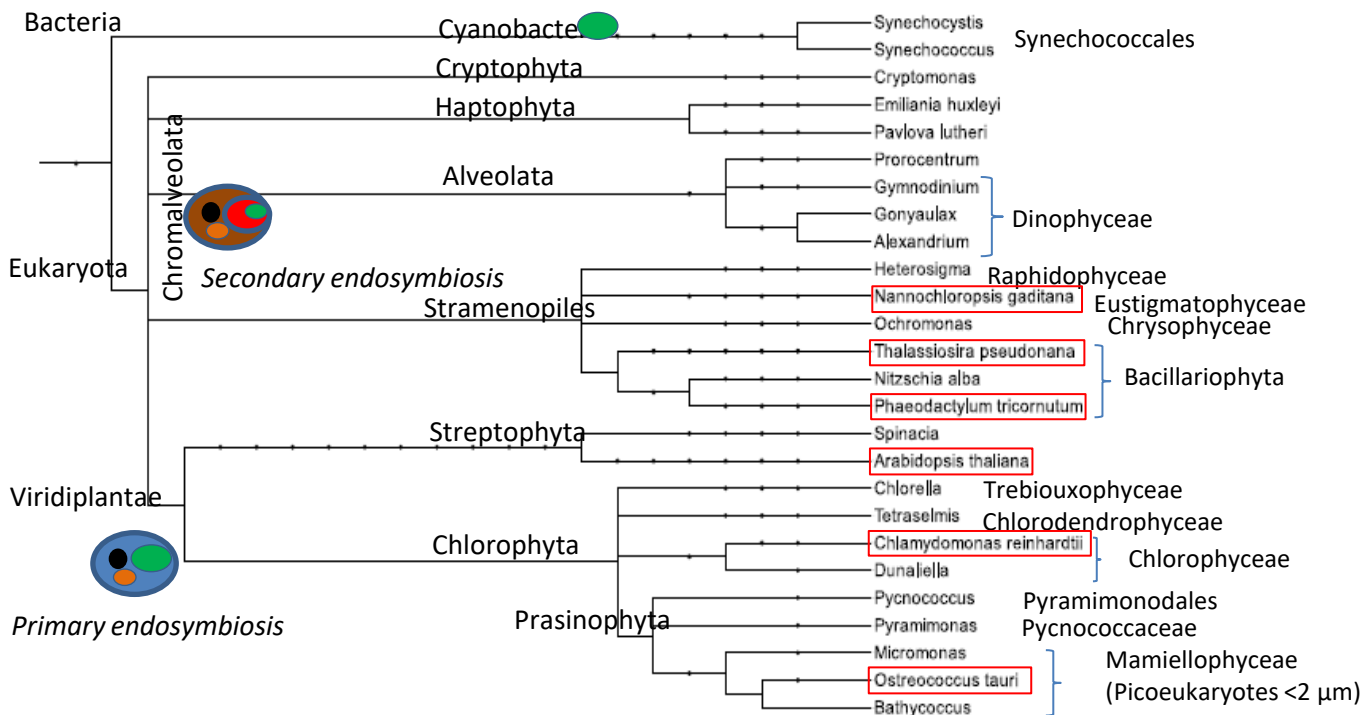 Bacteria
Cyanobacte
Synechocystis
Synechococcus
Synechococcales
Cryptophyta
Cryptomonas
Haptophyta
Emiliania huxleyi
Pavlova lutheri
Chromalveolata
Alveolata
Prorocentrum
Gymnodinium
Gonyaulax
Alexandrium
Dinophyceae
Eukaryota
Secondary endosymbiosis
Stramenopiles
Heterosigma
Raphidophyceae
Nannochloropsis gaditana
Eustigmatophyceae
Ochromonas
Chrysophyceae
Thalassiosira pseudonana
Nitzschia alba
Phaeodactylum tricornutum
Bacillariophyta
Streptophyta
Spinacia
Arabidopsis thaliana
Viridiplantae
Chlorella
Trebiouxophyceae
Tetraselmis
Chlorodendrophyceae
Chlorophyta
Chlamydomonas reinhardtii
Dunaliella
Chlorophyceae
Primary endosymbiosis
Prasinophyta
Pycnococcus
Pyramimonodales
Pyramimonas
Pycnococcaceae
Micromonas
Ostreococcus tauri
Bathycoccus
Mamiellophyceae
(Picoeukaryotes <2 µm)